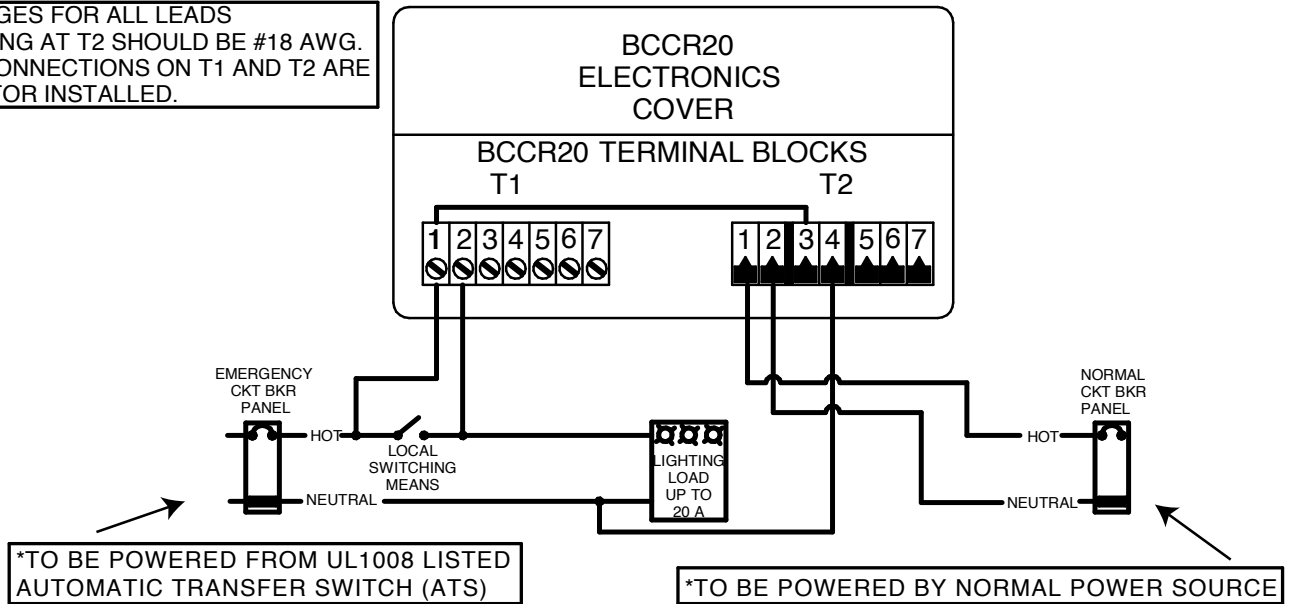 GES FOR ALL LEADS
NG AT T2 SHOULD BE #18 AWG.
ONNECTIONS ON T1 AND T2 ARE
TOR INSTALLED.
BCCR20
ELECTRONICS
COVER
BCCR20 TERMINAL BLOCKS
T1 T2
1 2 3 4 5 6 7 1 2 3 4 5 6 7
EMERGENCY
CKT BKR
PANEL
NORMAL
CKT BKR
PANEL
HOT
LOCAL
SWITCHING
MEANS
LIGHTING
LOAD
UP TO
20 A
HOT
NEUTRAL
NEUTRAL
*TO BE POWERED FROM UL1008 LISTED
AUTOMATIC TRANSFER SWITCH (ATS)
*TO BE POWERED BY NORMAL POWER SOURCE